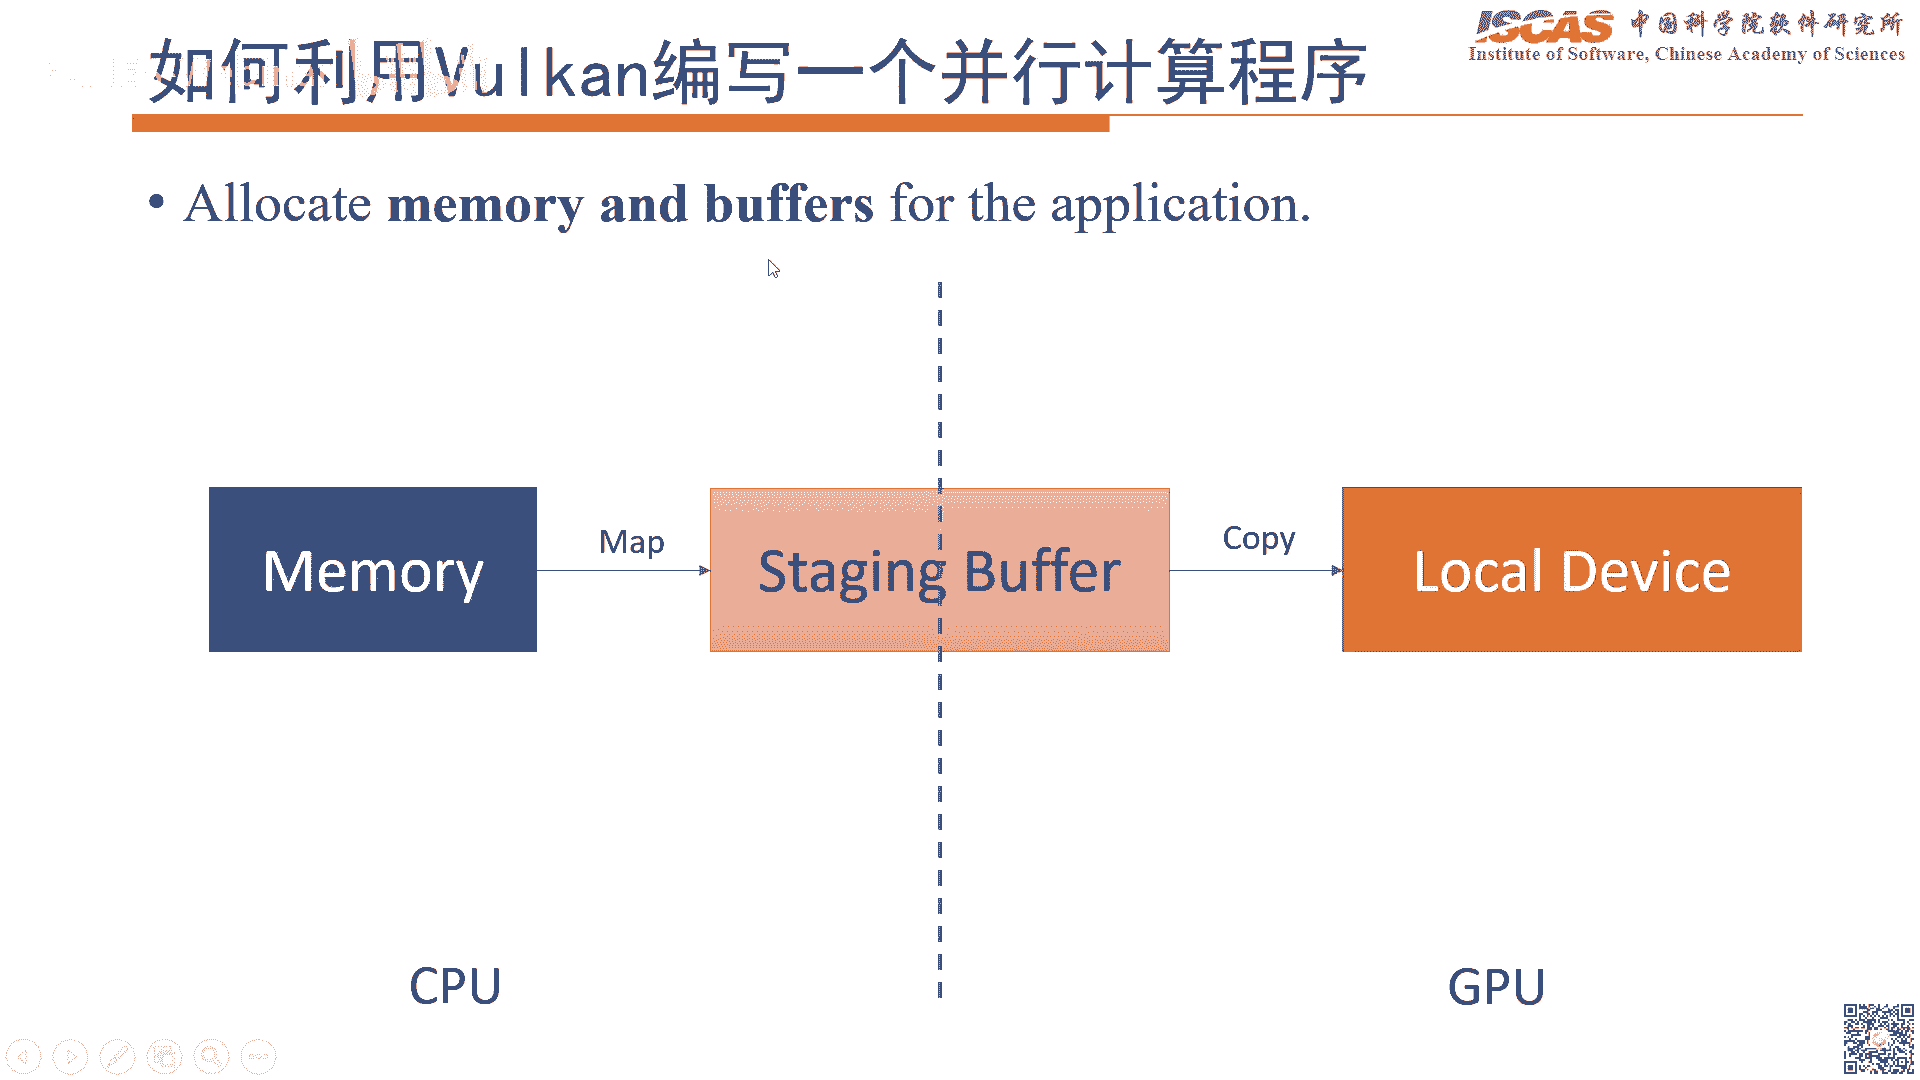 ISCAS 中国科学院软件研究所
Institute of Software, Chinese Academy of Sciences
如何利用Vulkan编写一个并行计算程序
• Allocate memory and buffers for the application.
Memory
Map
Staging Buffer
Copy
Local Device
CPU
GPU